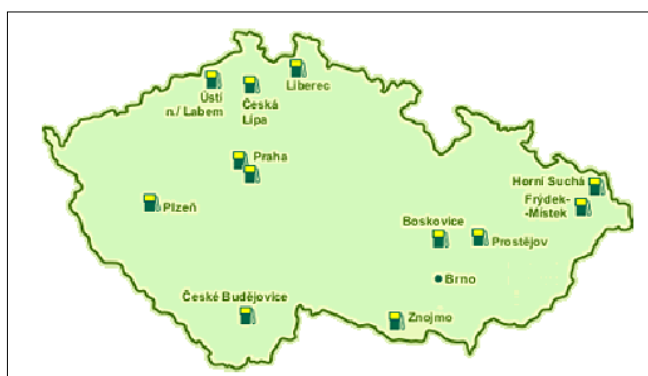 Liberec
Ústí
n./ Labem
Česká
Lípa
Praha
Plzeň
Horní Suchá
Frýdek-
-Místek
Boskovice
Prostějov
Brno
České Budějovice
Znojmo